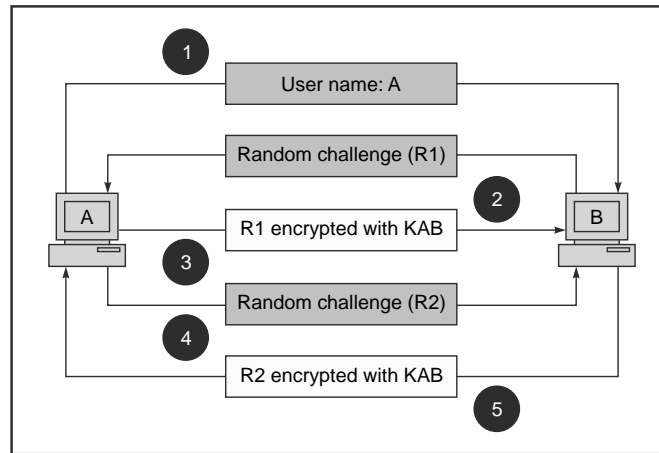 1
User name: A
Random challenge (R1)
2
A
B
R1 encrypted with KAB
3
Random challenge (R2)
4
R2 encrypted with KAB
5